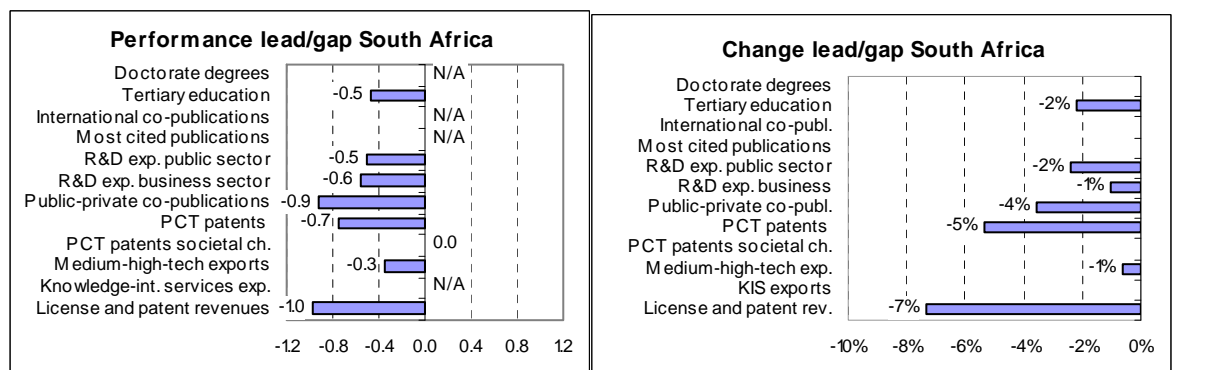 Performance lead/gap South Africa
Doctorate degrees N/A
Tertiary education -0.5
International co-publications N/A
Most cited publications N/A
R&D exp. public sector -0.5
R&D exp. business sector -0.6
Public-private co-publications -0.9
PCT patents -0.7
PCT patents societal ch. 0.0
Medium-high-tech exports -0.3
Knowledge-int. services exp. N/A
License and patent revenues -1.0
-1.2 -0.8 -0.4 0.0 0.4 0.8 1.2
Change lead/gap South Africa
Doctorate degrees
Tertiary education -2%
International co-publ.
Most cited publications
R&D exp. public sector -2%
R&D exp. business -1%
Public-private co-publ. -4%
PCT patents -5%
PCT patents societal ch.
Medium-high-tech exp. -1%
KIS exports
License and patent rev. -7%
-10% -8% -6% -4% -2% 0%